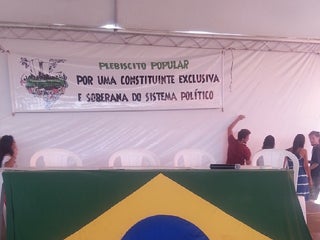 PLEBISCITO POPULAR
POR UMA CONSTITUINTE EXCLUSIVA
E SOBERANA DO SISTEMA POLÍTICO